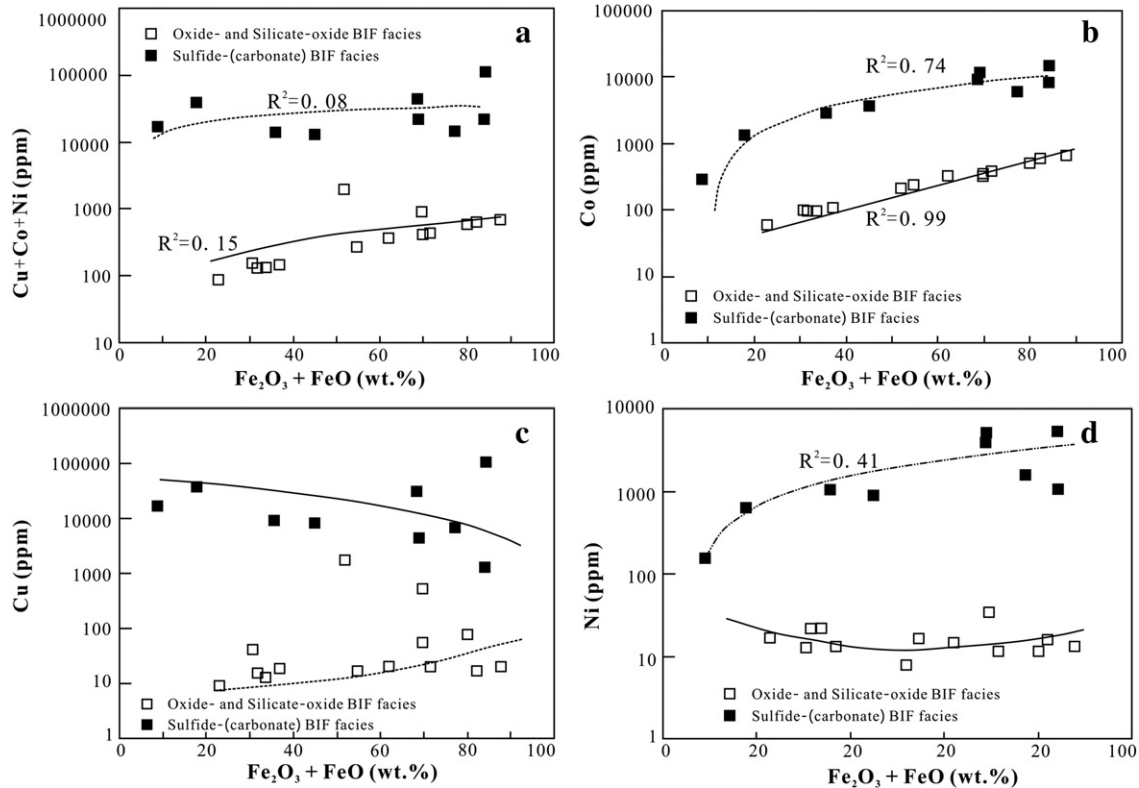 a
1000000
100000
10000
1000
100
10
Cu+Co+Ni (ppm)
Oxide- and Silicate-oxide BIF facies
Sulfide-(carbonate) BIF facies
R²=0. 08
R²=0. 15
0 20 40 60 80 100
Fe₂O₃ + FeO (wt.%)
b
100000
10000
1000
100
10
1
Co (ppm)
R²=0. 74
R²=0. 99
Oxide- and Silicate-oxide BIF facies
Sulfide-(carbonate) BIF facies
0 20 40 60 80 100
Fe₂O₃ + FeO (wt.%)
c
1000000
100000
10000
1000
100
10
1
Cu (ppm)
Oxide- and Silicate-oxide BIF facies
Sulfide-(carbonate) BIF facies
0 20 40 60 80 100
Fe₂O₃ + FeO (wt.%)
d
10000
1000
100
10
1
Ni (ppm)
R²=0. 41
Oxide- and Silicate-oxide BIF facies
Sulfide-(carbonate) BIF facies
0 20 20 20 20 100
Fe₂O₃ + FeO (wt.%)